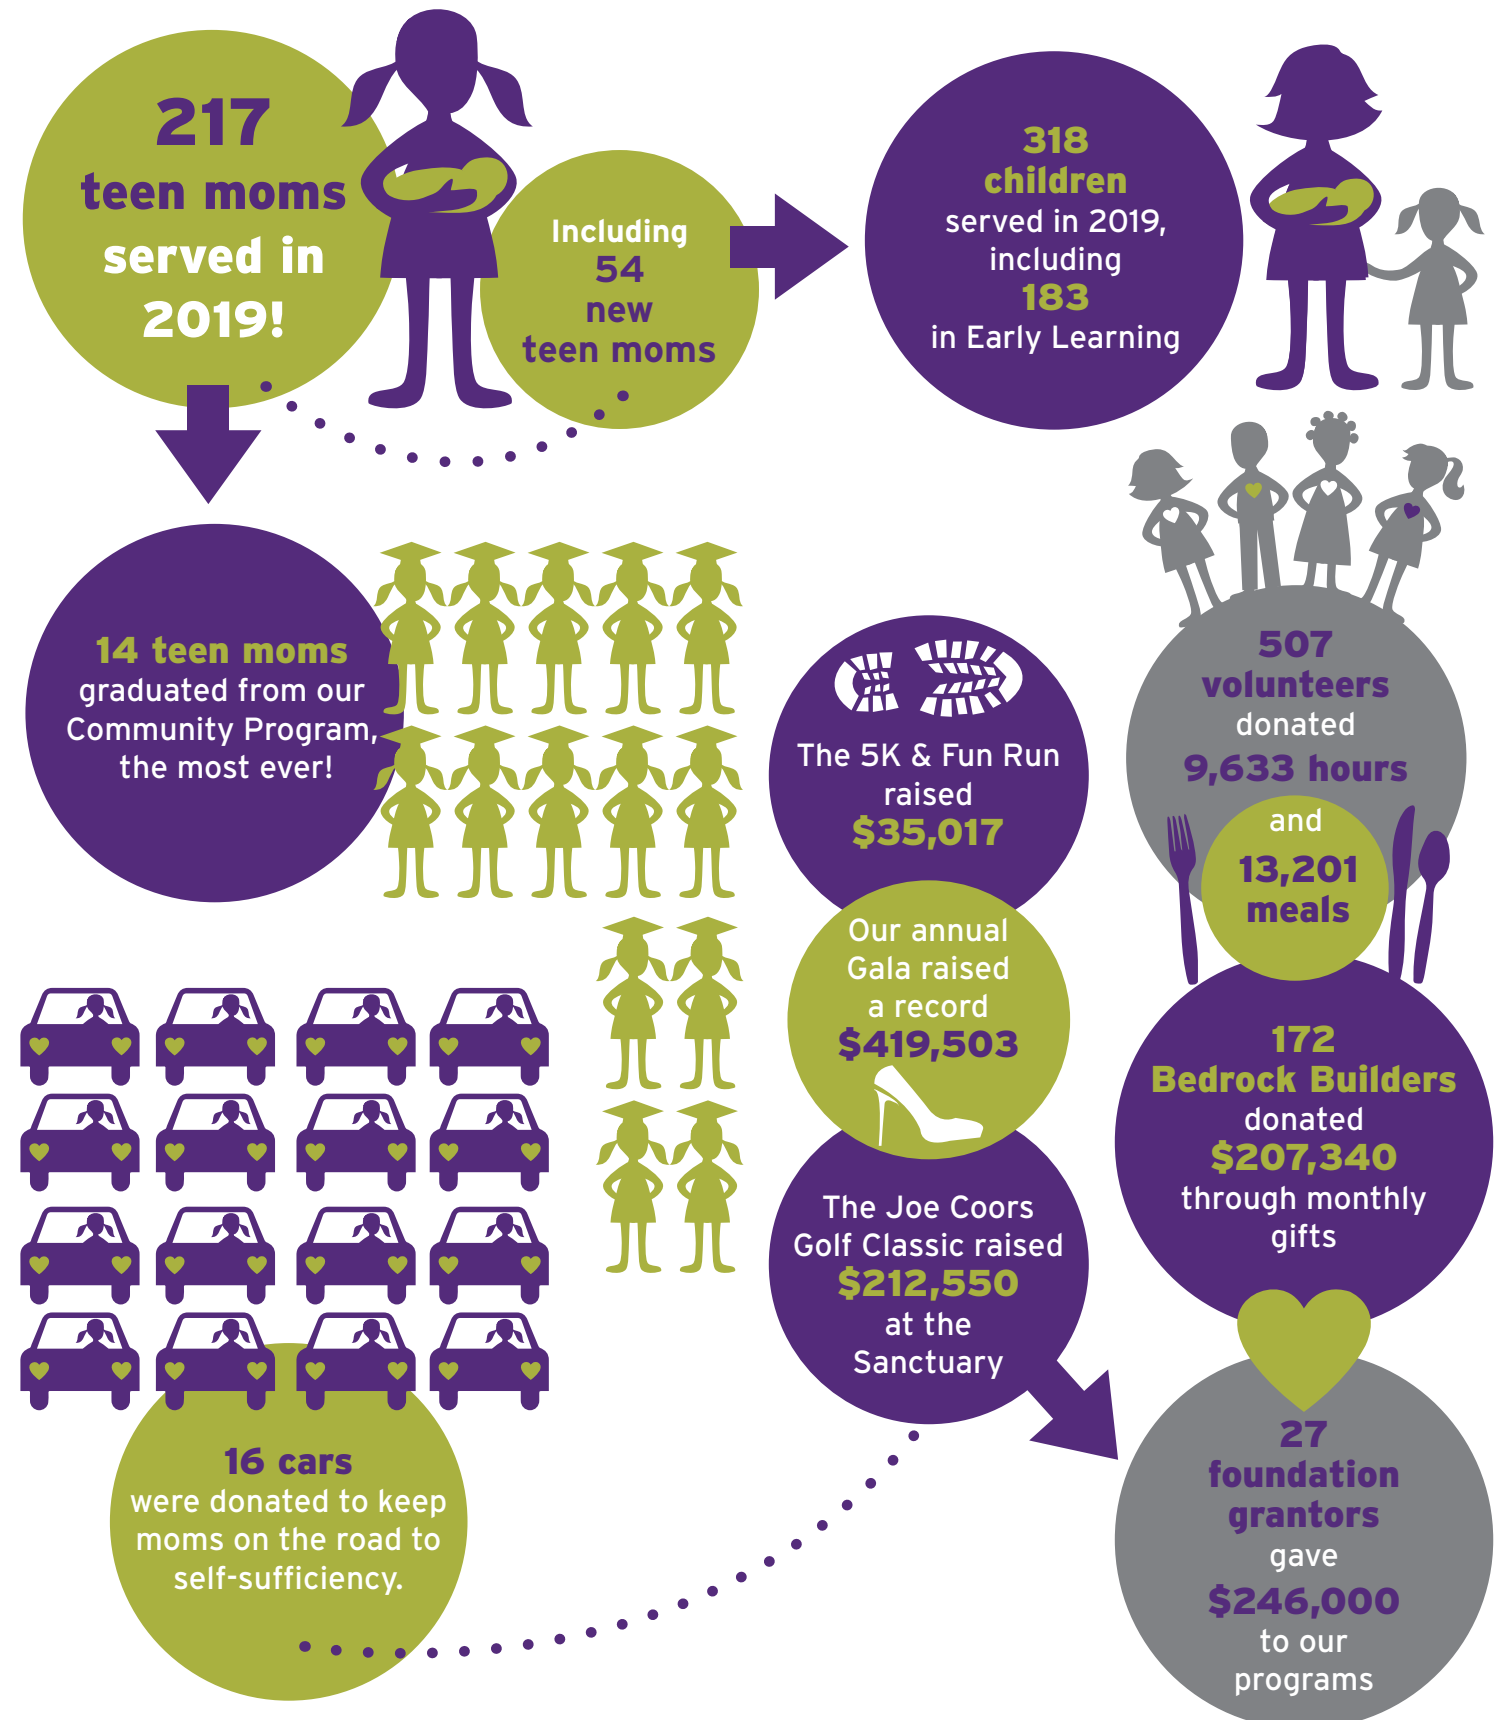 217
teen moms
served in
2019!
Including
54
new
teen moms
318
children
served in 2019,
including
183
in Early Learning
14 teen moms
graduated from our
Community Program,
the most ever!
16 cars
were donated to keep
moms on the road to
self-sufficiency.
The 5K & Fun Run
raised
$35,017
Our annual
Gala raised
a record
$419,503
The Joe Coors
Golf Classic raised
$212,550
at the
Sanctuary
507
volunteers
donated
9,633 hours
and
13,201
meals
172
Bedrock Builders
donated
$207,340
through monthly
gifts
27
foundation
grantors
gave
$246,000
to our
programs